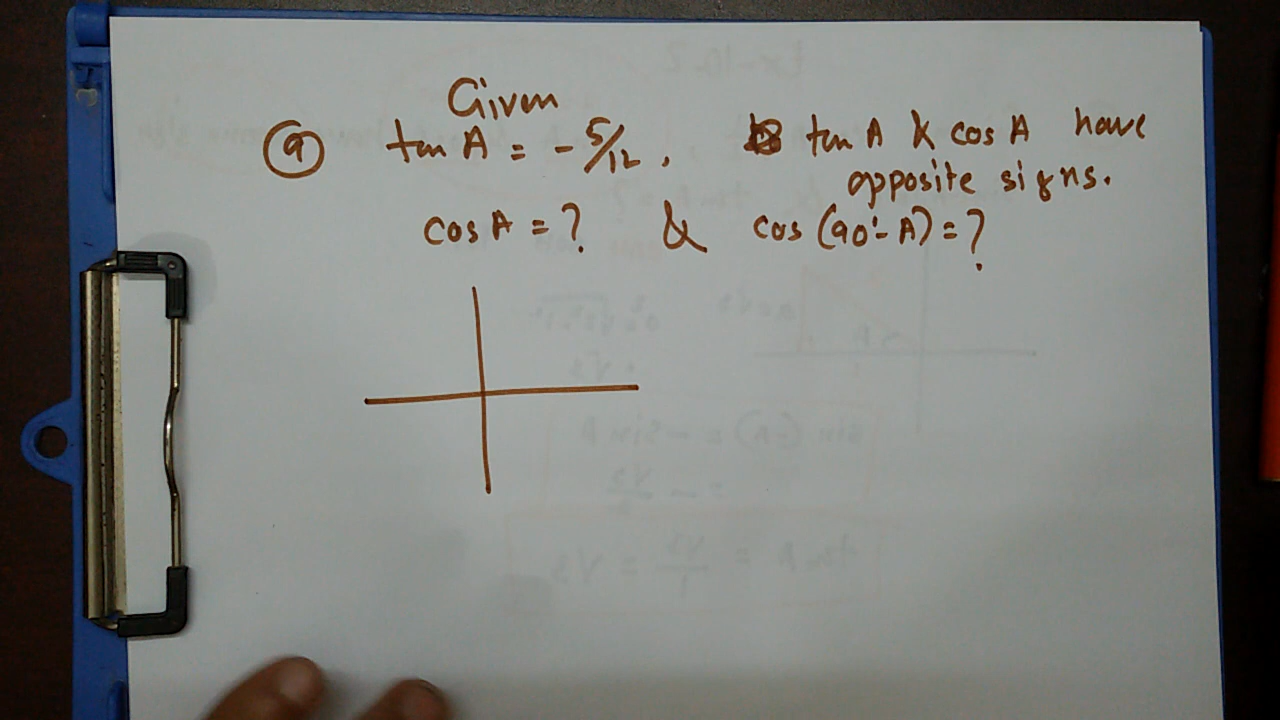 Given
9 tan A = - 5/12 , tan A & cos A have
opposite signs.
cos A = ? & cos (90° - A) = ?